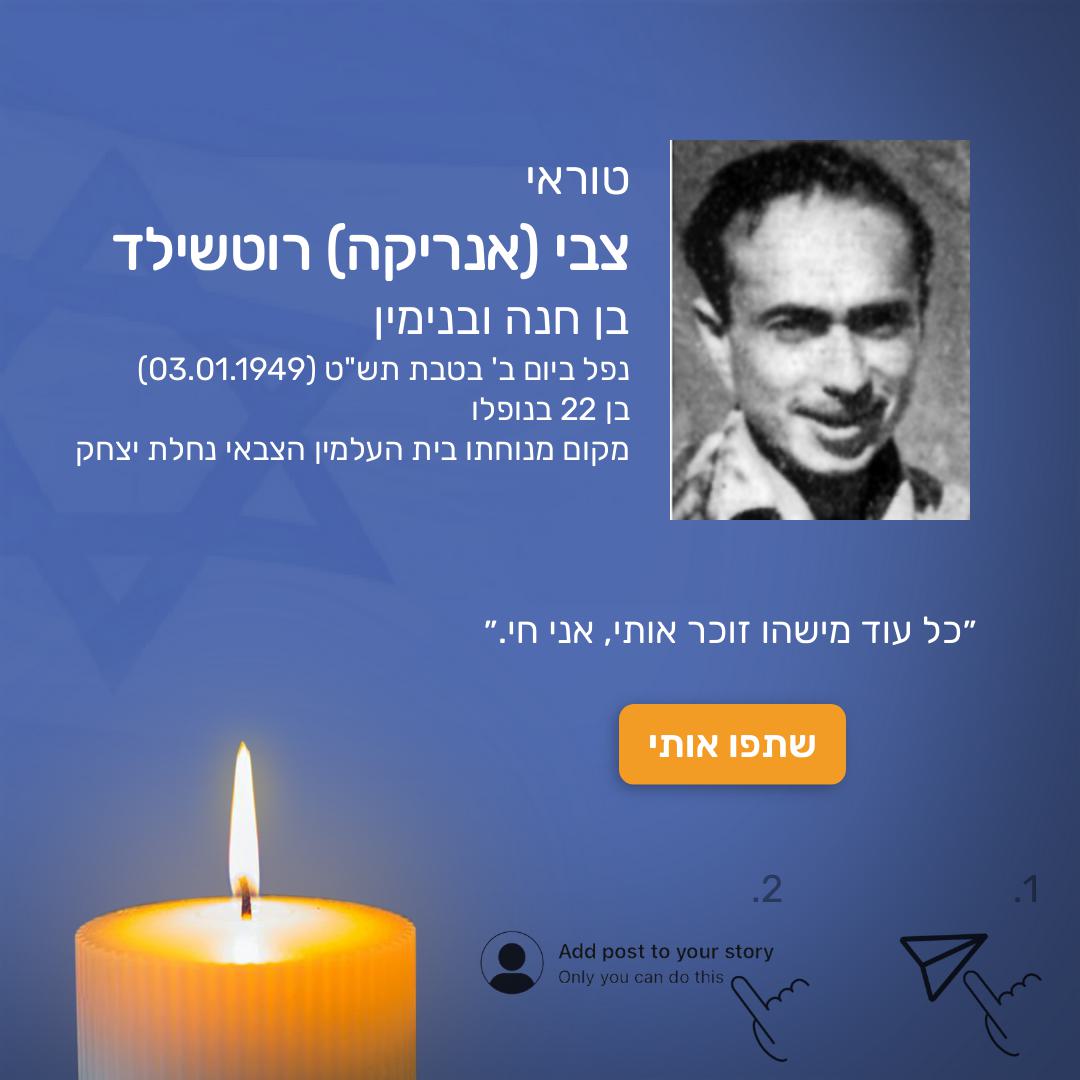 טוראי
צבי (אנריקה) רוטשילד
בן חנה ובנימין
נפל ביום ב' בטבת תש"ט (03.01.1949)
בן 22 בנופלו
מקום מנוחתו בית העלמין הצבאי נחלת יצחק
״כל עוד מישהו זוכר אותי, אני חי.״
שתפו אותי
1.
2.
Add post to your story
Only you can do this